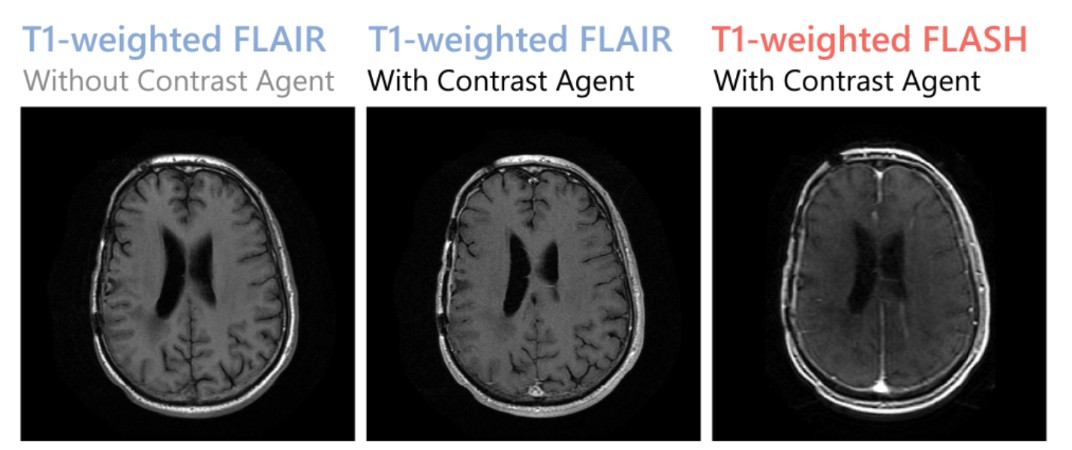 T1-weighted FLAIR
Without Contrast Agent
T1-weighted FLAIR
With Contrast Agent
T1-weighted FLASH
With Contrast Agent